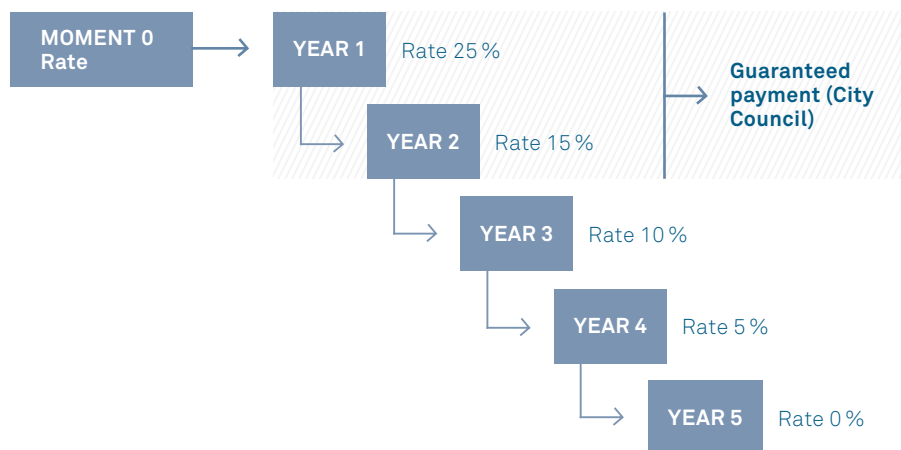 MOMENT 0
Rate
YEAR 1
Rate 25 %
Guaranteed
payment (City
Council)
YEAR 2
Rate 15 %
YEAR 3
Rate 10 %
YEAR 4
Rate 5 %
YEAR 5
Rate 0 %